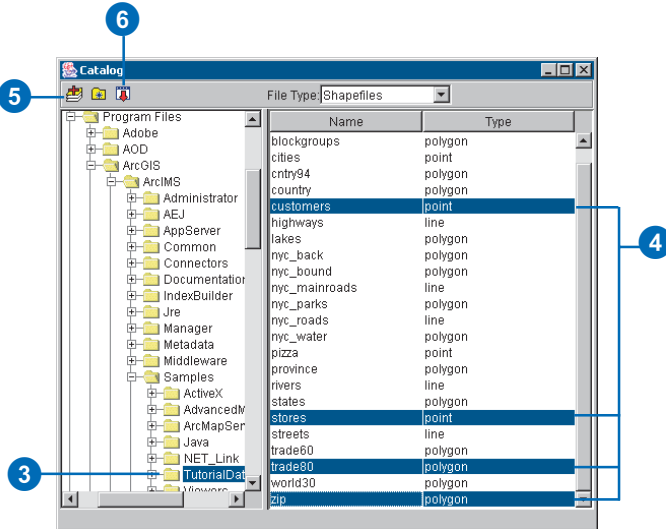 6
Catalog
5
File Type: Shapefiles
Program Files
Adobe
AOD
ArcGIS
ArcIMS
Administrator
AEJ
AppServer
Common
Connectors
Documentation
IndexBuilder
Jre
Manager
Metadata
Middleware
Samples
ActiveX
AdvancedM
ArcMapSer
Java
NET_Link
3
TutorialDat
Viewers
Name Type
blockgroups polygon
cities point
cntry94 polygon
country polygon
customers point
highways line
lakes polygon
4
nyc_back polygon
nyc_bound polygon
nyc_mainroads line
nyc_parks polygon
nyc_roads line
nyc_water polygon
pizza point
province polygon
rivers line
states polygon
stores point
streets line
trade60 polygon
trade80 polygon
world30 polygon
zip polygon